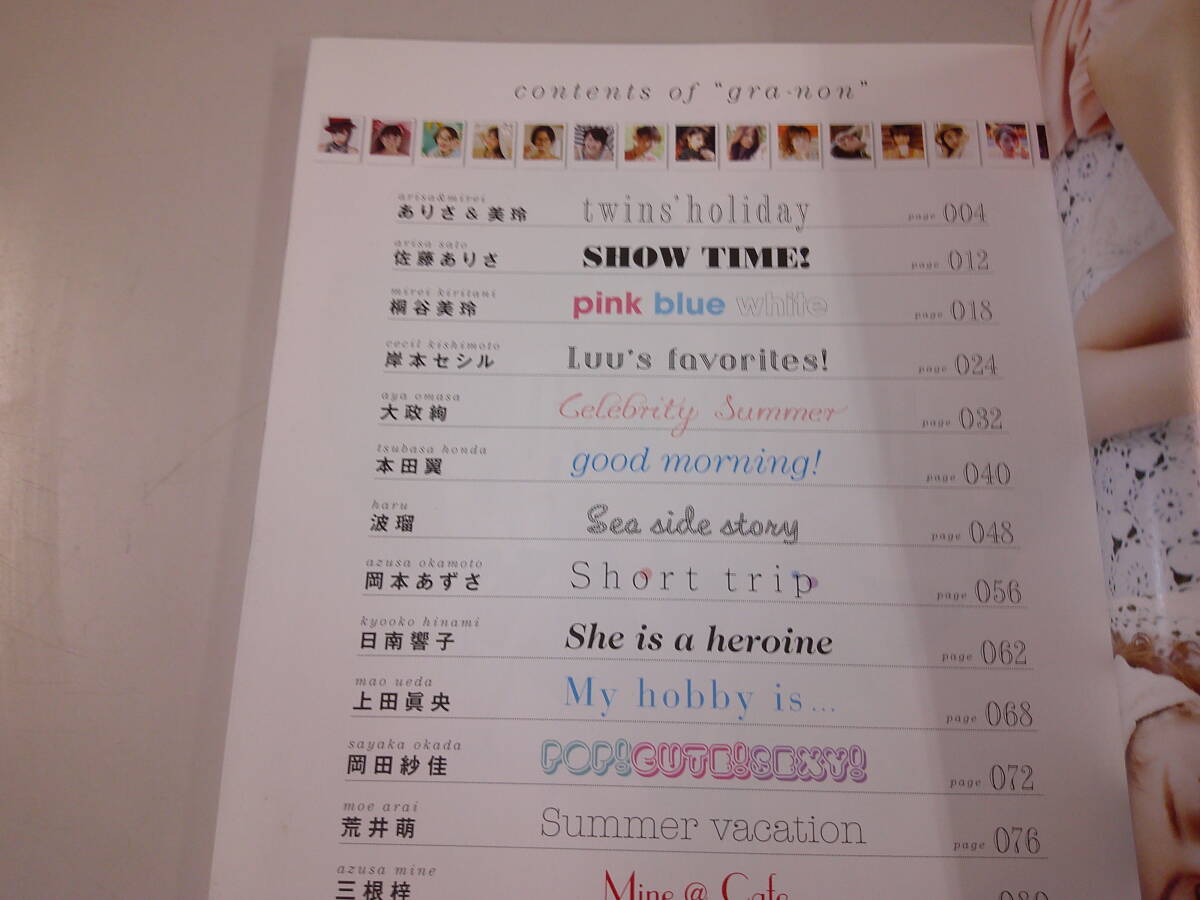 contents of "gra-non"
arisa&mirei
ありさ & 美玲 twins' holiday page 004
arisa sato
佐藤ありさ SHOW TIME! page 012
mirei kiritani
桐谷美玲 pink blue white page 018
cecil kishimoto
岸本セシル Luu's favorites! page 024
aya omasa
大政絢 Celebrity Summer page 032
tsubasa honda
本田翼 good morning! page 040
haru
波瑠 Sea side story page 048
azusa okamoto
岡本あずさ Short trip page 056
kyooko hinami
日南響子 She is a heroine page 062
mao ueda
上田眞央 My hobby is... page 068
sayaka okada
岡田紗佳 POP!CUTE!SEXY! page 072
moe arai
荒井萌 Summer vacation page 076
azusa mine
三根梓 Mine @ Cafe